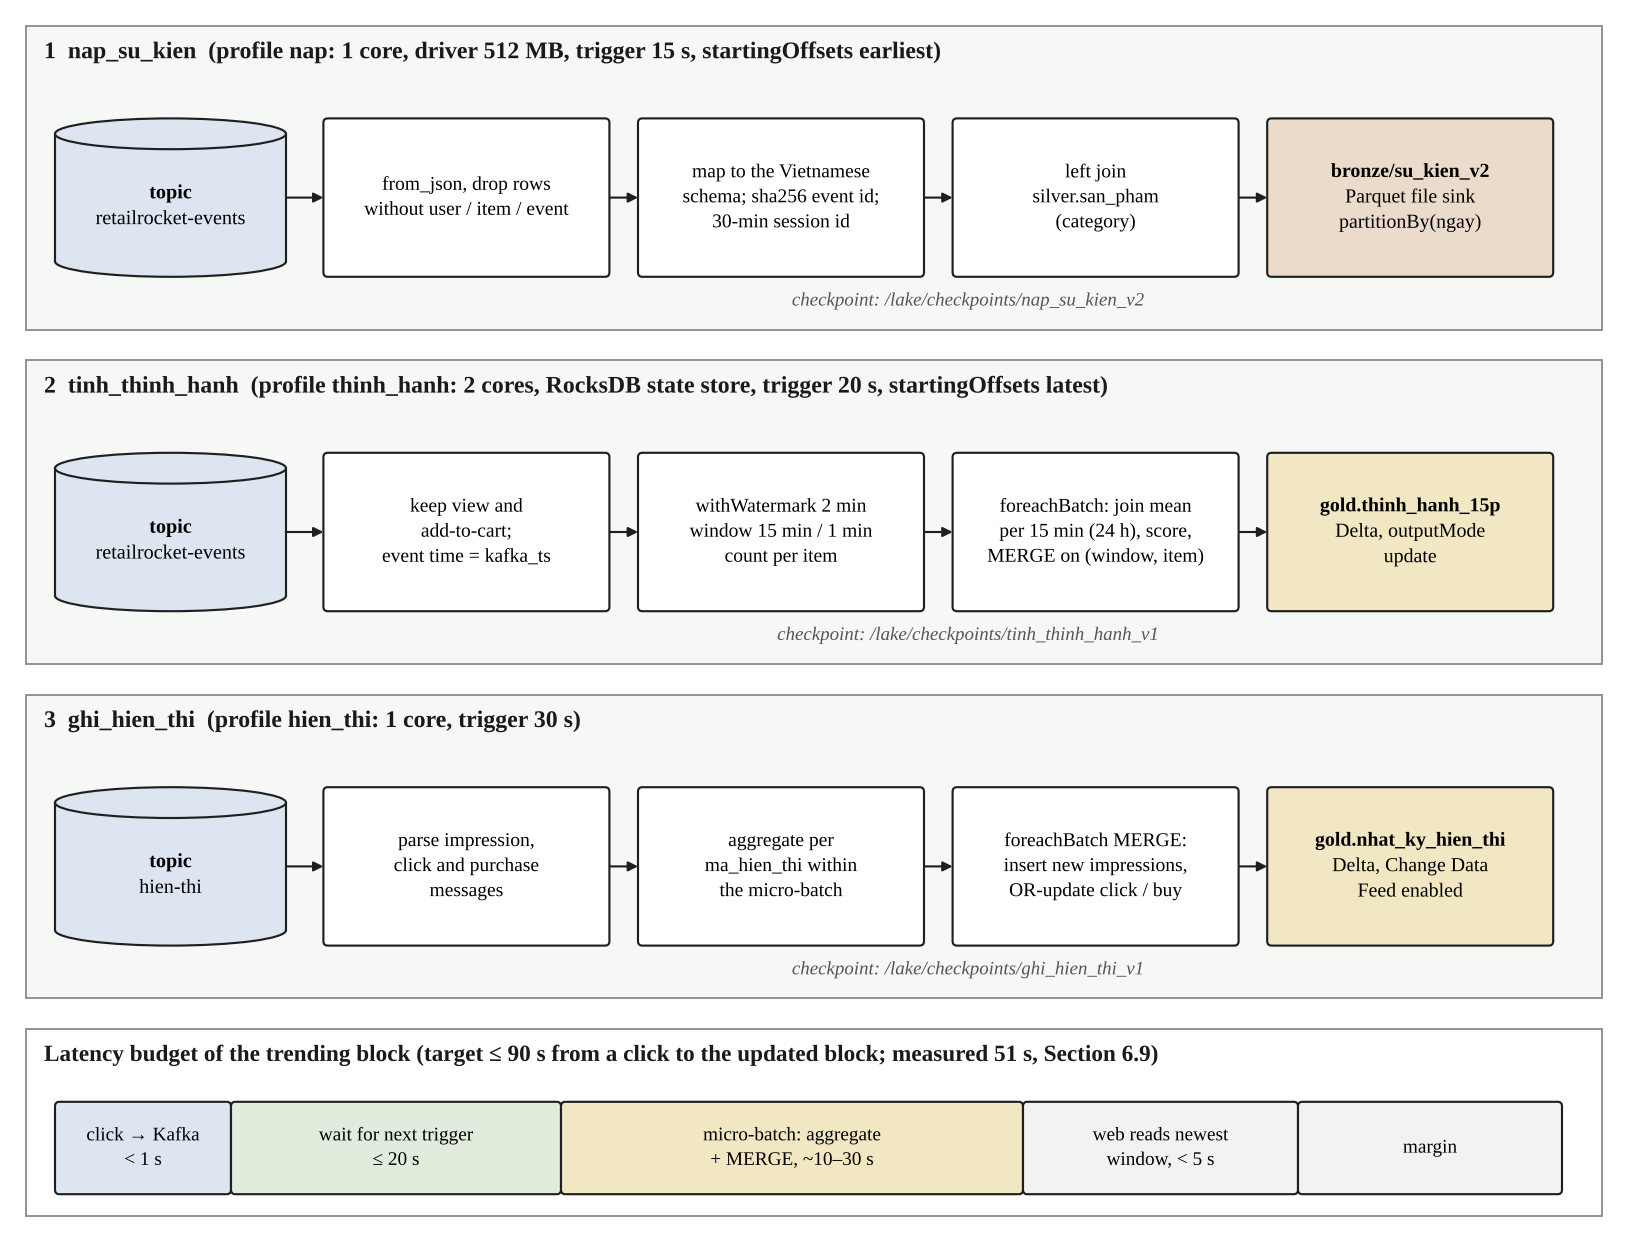 1 nap_su_kien (profile nap: 1 core, driver 512 MB, trigger 15 s, startingOffsets earliest)
topic
retailrocket-events
from_json, drop rows
without user / item / event
map to the Vietnamese
schema; sha256 event id;
30-min session id
left join
silver.san_pham
(category)
bronze/su_kien_v2
Parquet file sink
partitionBy(ngay)
checkpoint: /lake/checkpoints/nap_su_kien_v2
2 tinh_thinh_hanh (profile thinh_hanh: 2 cores, RocksDB state store, trigger 20 s, startingOffsets latest)
topic
retailrocket-events
keep view and
add-to-cart;
event time = kafka_ts
withWatermark 2 min
window 15 min / 1 min
count per item
foreachBatch: join mean
per 15 min (24 h), score,
MERGE on (window, item)
gold.thinh_hanh_15p
Delta, outputMode
update
checkpoint: /lake/checkpoints/tinh_thinh_hanh_v1
3 ghi_hien_thi (profile hien_thi: 1 core, trigger 30 s)
topic
hien-thi
parse impression,
click and purchase
messages
aggregate per
ma_hien_thi within
the micro-batch
foreachBatch MERGE:
insert new impressions,
OR-update click / buy
gold.nhat_ky_hien_thi
Delta, Change Data
Feed enabled
checkpoint: /lake/checkpoints/ghi_hien_thi_v1
Latency budget of the trending block (target ≤ 90 s from a click to the updated block; measured 51 s, Section 6.9)
click → Kafka
< 1 s
wait for next trigger
≤ 20 s
micro-batch: aggregate
+ MERGE, ~10–30 s
web reads newest
window, < 5 s
margin